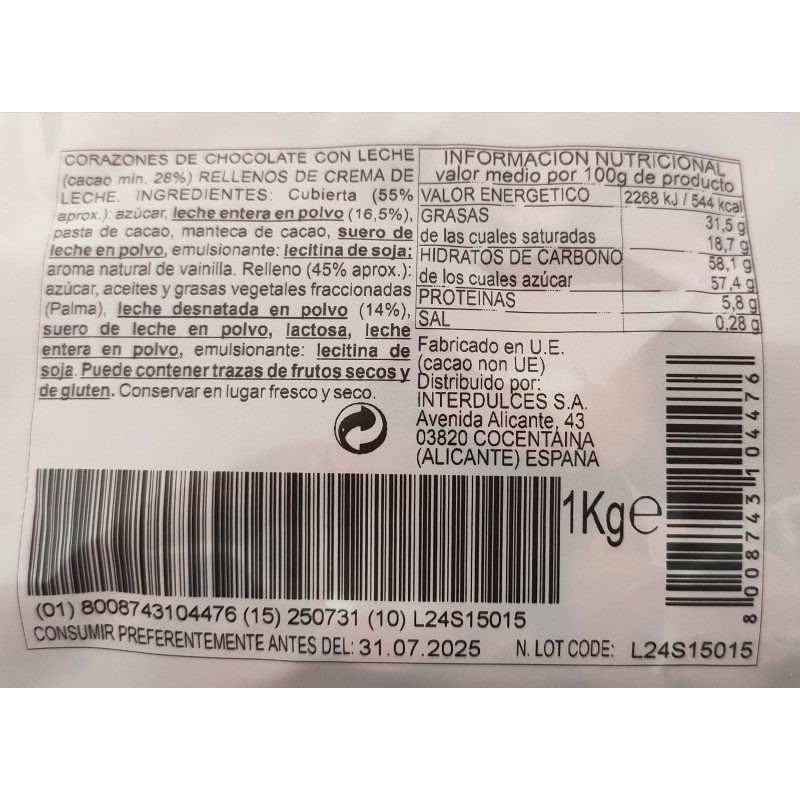 CORAZONES DE CHOCOLATE CON LECHE
(cacao min. 28%) RELLENOS DE CREMA DE
LECHE. INGREDIENTES: Cubierta (55%
aprox.): azúcar, leche entera en polvo (16,5%),
pasta de cacao, manteca de cacao, suero de
leche en polvo, emulsionante: lecitina de soja;
aroma natural de vainilla. Relleno (45% aprox.):
azúcar, aceites y grasas vegetales fraccionadas
(Palma), leche desnatada en polvo (14%),
suero de leche en polvo, lactosa, leche
entera en polvo, emulsionante: lecitina de
soja. Puede contener trazas de frutos secos y
de gluten. Conservar en lugar fresco y seco.
INFORMACION NUTRICIONAL
valor medio por 100g de producto
VALOR ENERGETICO 2268 kJ / 544 kcal
GRASAS 31,5 g
de las cuales saturadas 18,7 g
HIDRATOS DE CARBONO 58,1 g
de los cuales azúcar 57,4 g
PROTEINAS 5,8 g
SAL 0,28 g
Fabricado en U.E.
(cacao non UE)
Distribuido por:
INTERDULCES S.A.
Avenida Alicante, 43
03820 COCENTAINA
(ALICANTE) ESPAÑA
1Kg e
8 008743 104476
(01) 8008743104476 (15) 250731 (10) L24S15015
CONSUMIR PREFERENTEMENTE ANTES DEL: 31.07.2025 N. LOT CODE: L24S15015